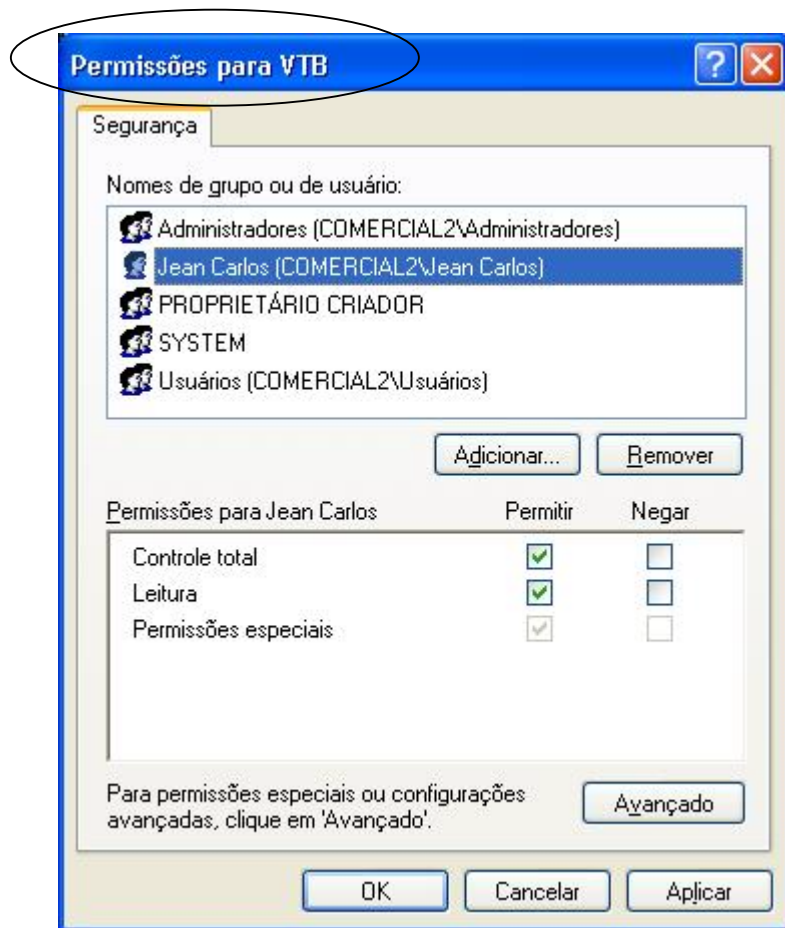 Permissões para VTB
Segurança
Nomes de grupo ou de usuário:
Administradores (COMERCIAL2\Administradores)
Jean Carlos (COMERCIAL2\Jean Carlos)
PROPRIETÁRIO CRIADOR
SYSTEM
Usuários (COMERCIAL2\Usuários)
Adicionar... Remover
Permissões para Jean Carlos Permitir Negar
Controle total
Leitura
Permissões especiais
Para permissões especiais ou configurações
avançadas, clique em 'Avançado'.
Avançado
OK Cancelar Aplicar